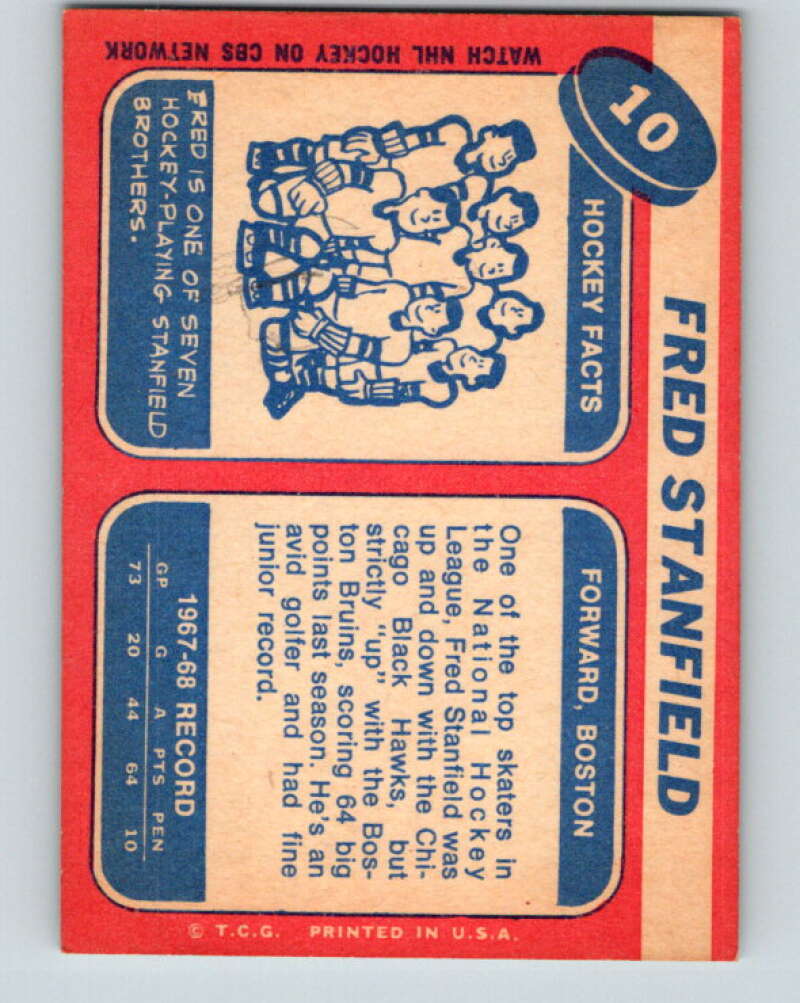 10
FRED STANFIELD
WATCH NHL HOCKEY ON CBS NETWORK
HOCKEY FACTS
FRED IS ONE OF SEVEN
HOCKEY-PLAYING STANFIELD
BROTHERS.
FORWARD, BOSTON
One of the top skaters in
the National Hockey
League, Fred Stanfield was
up and down with the Chi-
cago Black Hawks, but
strictly "up" with the Bos-
ton Bruins, scoring 64 big
points last season. He's an
avid golfer and had fine
junior record.
1967-68 RECORD
GP G A PTS PEN
73 20 44 64 10
© T.C.G. PRINTED IN U.S.A.